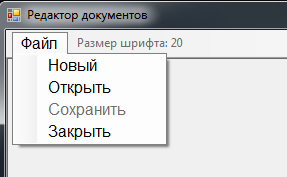 Редактор документов
Файл Размер шрифта: 20
Новый
Открыть
Сохранить
Закрыть